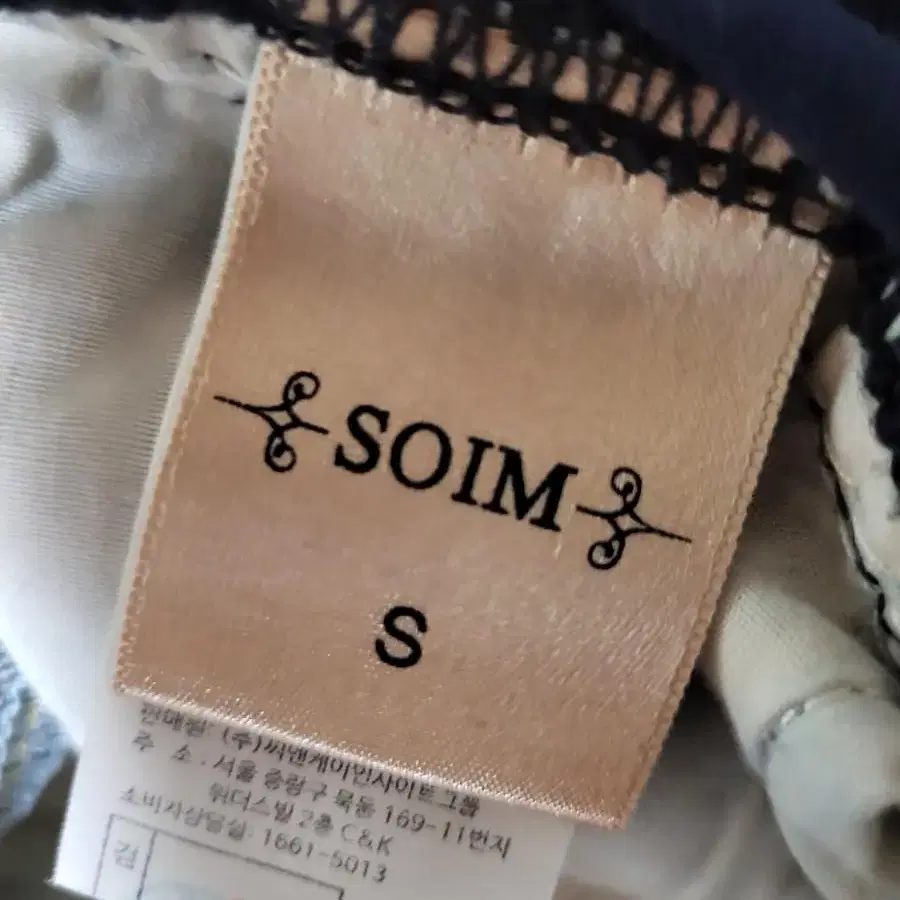 SOIM
S
판매원 (주)씨앤케이인사이트그룹
주 소 . 서울 중랑구 묵동 169-11번지
위더스빌 2층 C&K
소비자상담실: 1661-5013
검